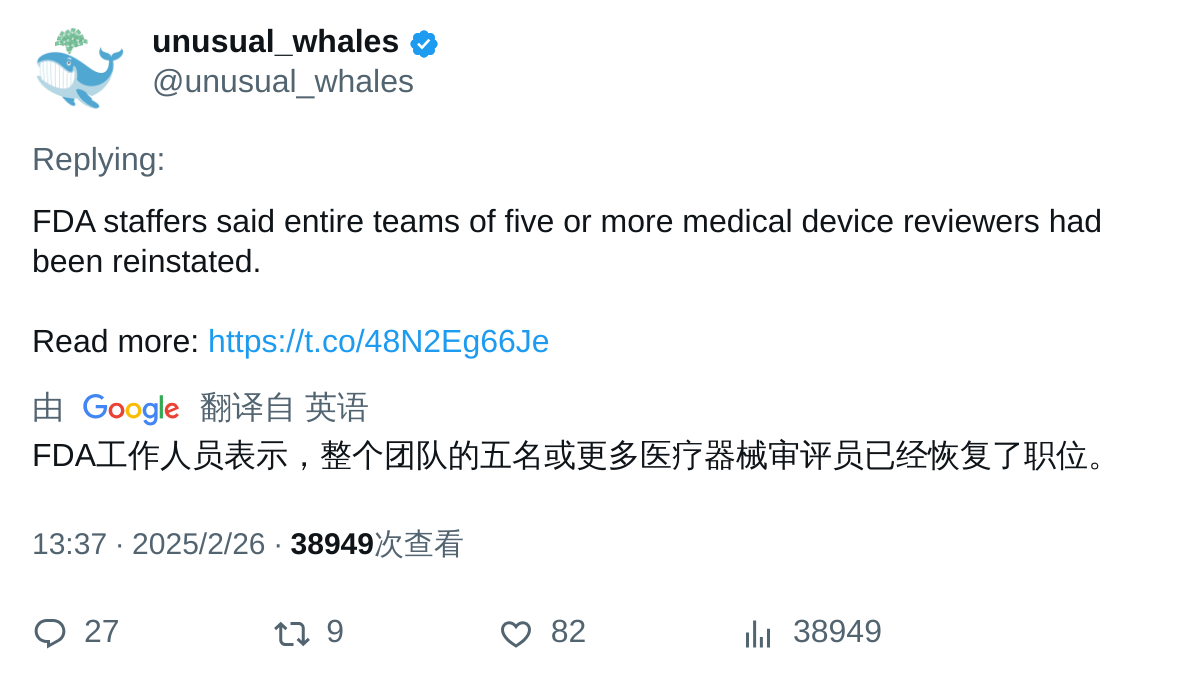 unusual_whales
@unusual_whales
Replying:
FDA staffers said entire teams of five or more medical device reviewers had
been reinstated.
Read more: https://t.co/48N2Eg66Je
由 Google 翻译自 英语
FDA工作人员表示，整个团队的五名或更多医疗器械审评员已经恢复了职位。
13:37 · 2025/2/26 · 38949次查看
27 9 82 38949